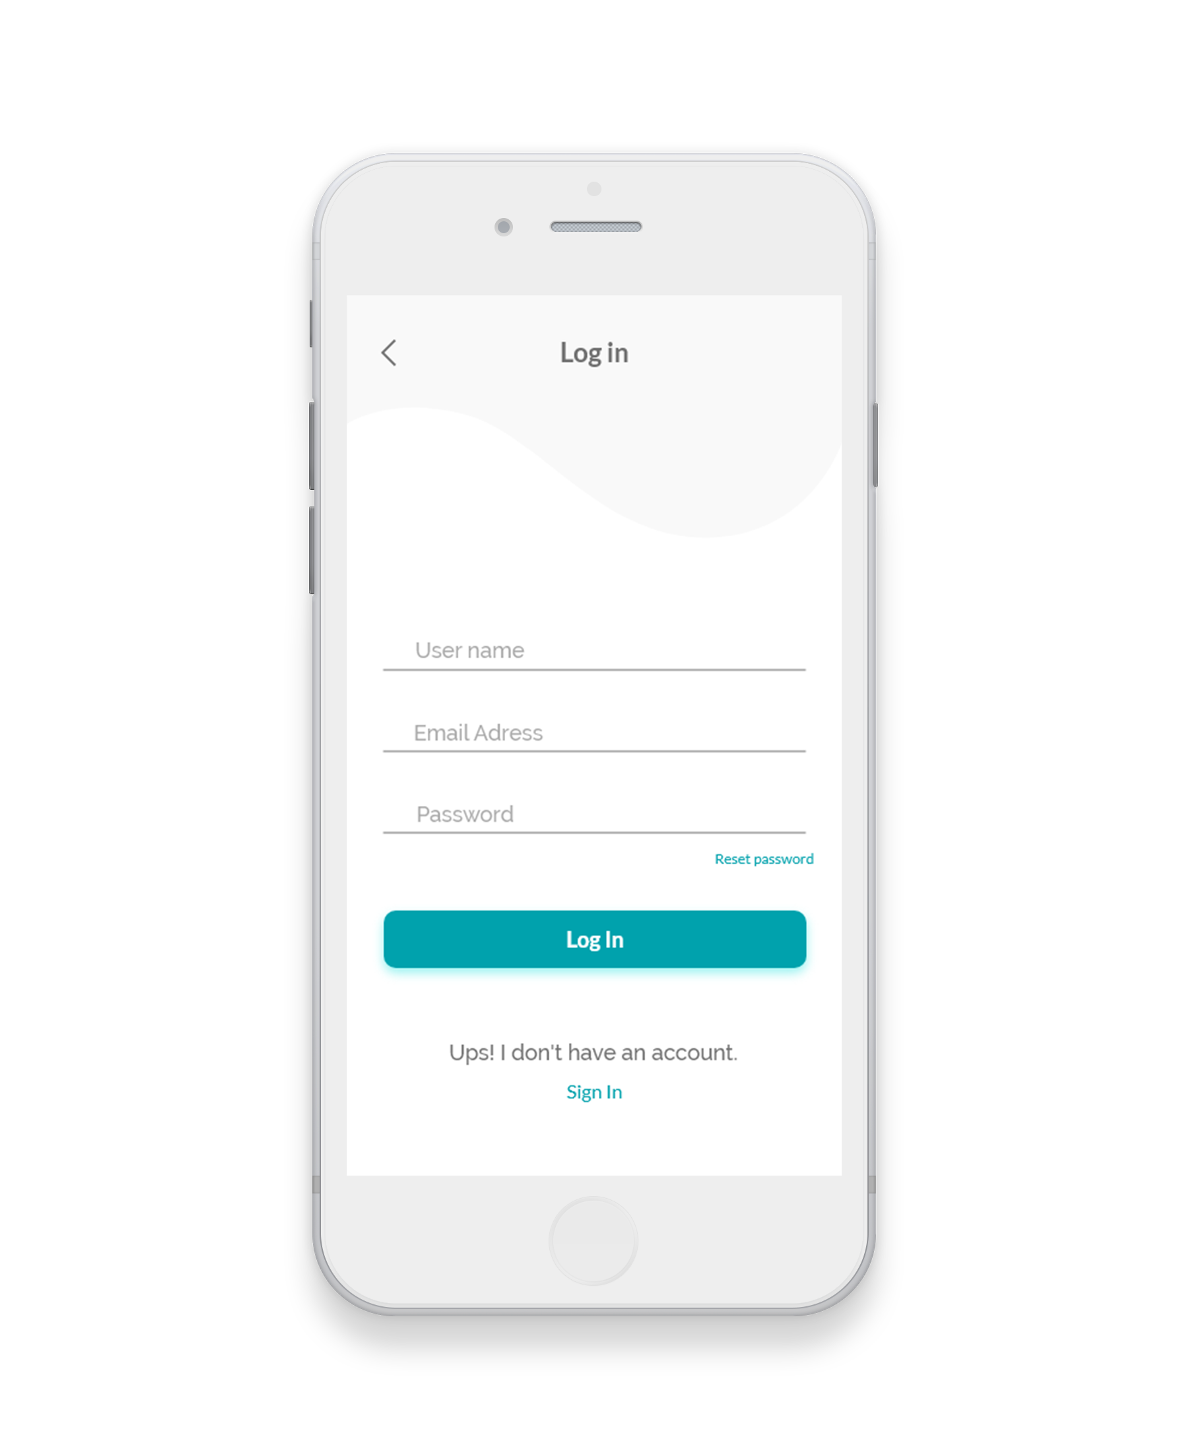 Log in
User name
Email Adress
Password
Reset password
Log In
Ups! I don't have an account.
Sign In